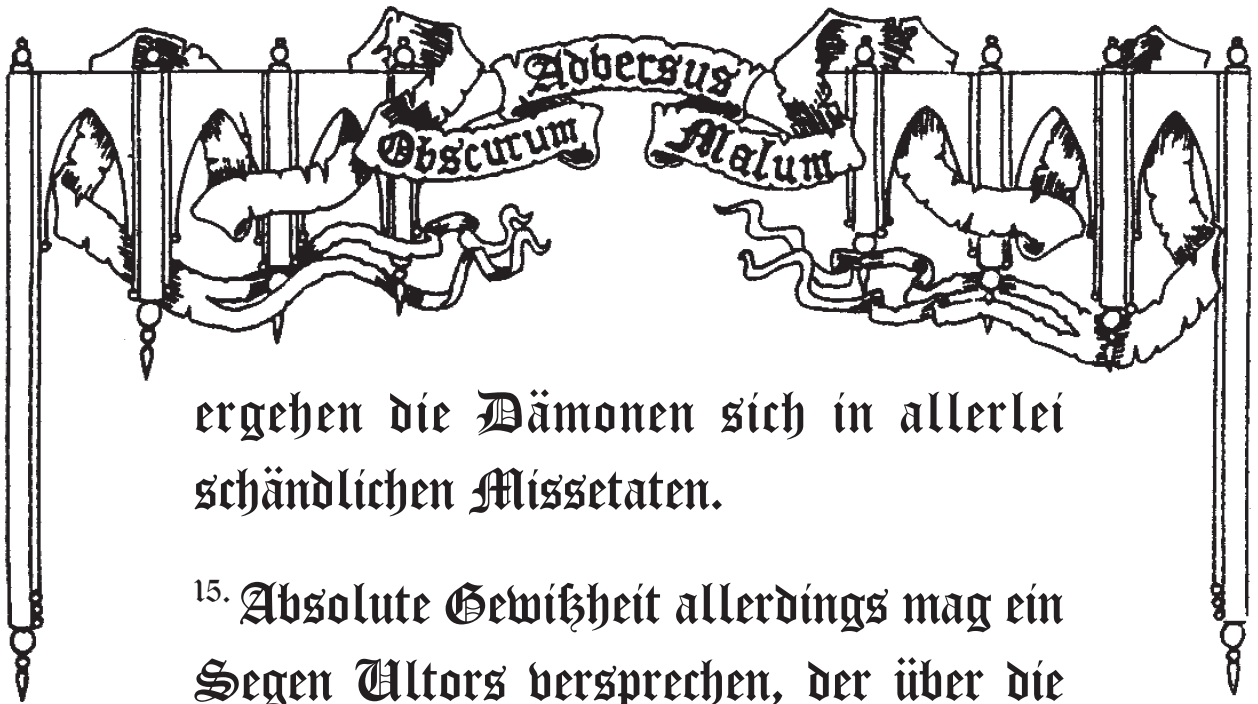 Adversus
Obscurum Malum
ergehen die Dämonen sich in allerlei
schändlichen Missetaten.
15. Absolute Gewißheit allerdings mag ein
Segen Ultors versprechen, der über die